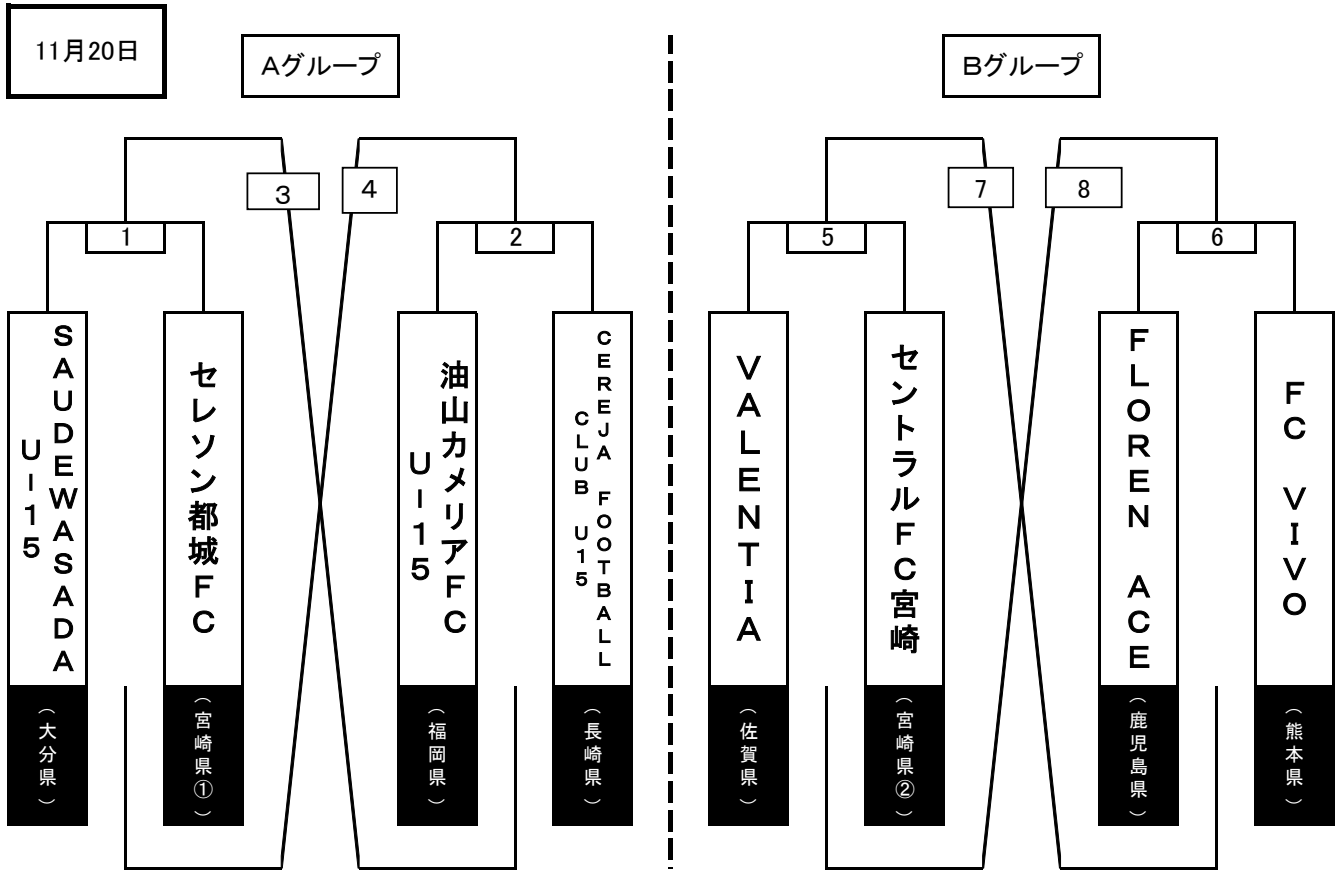 11月20日
Aグループ
Bグループ
3
4
7
8
1
2
5
6
SAUDEWASADA
U-15
セレソン都城FC
油山カメリアFC
U-15
CEREJA FOOTBALL
CLUB U15
VALENTIA
セントラルFC宮崎
FLOREN ACE
FC VIVO
（大分県）
（宮崎県①）
（福岡県）
（長崎県）
（佐賀県）
（宮崎県②）
（鹿児島県）
（熊本県）